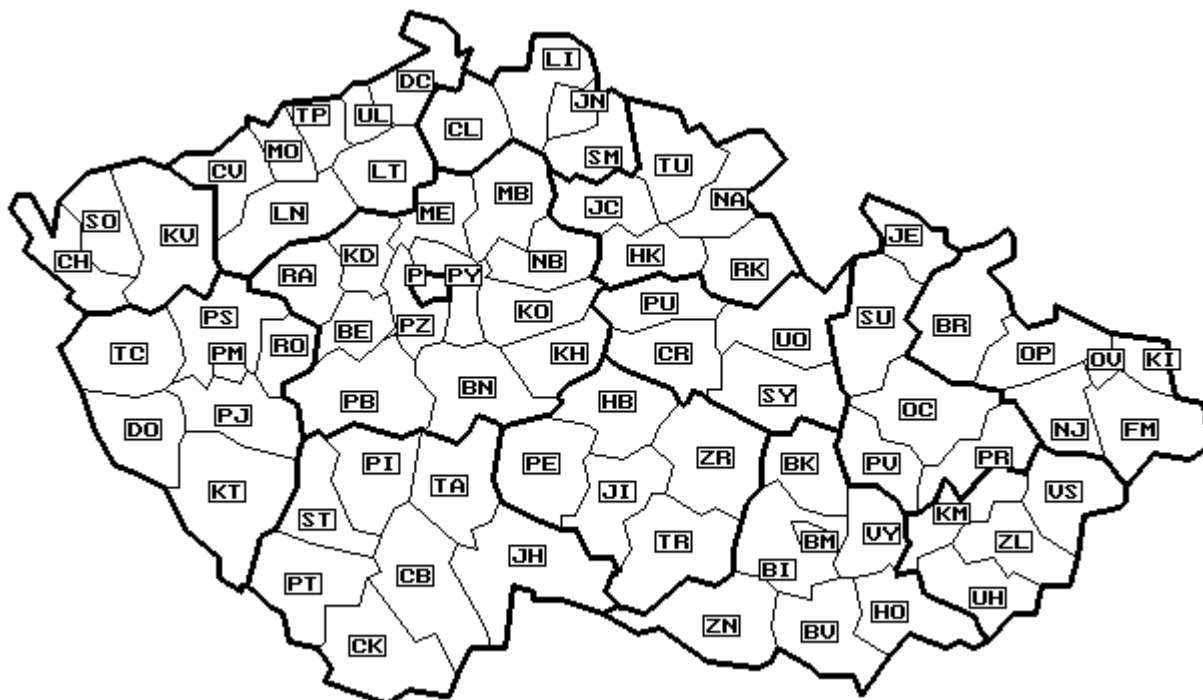 LI
DC
JN
TP
UL
CL
MO
SM
CV
LT
TU
MB
NA
LN
ME
JC
SO
KV
JE
KD
HK
CH
NB
RK
RA
P
PY
KO
PU
PS
SU
BE
PZ
BR
UO
RO
TC
PM
KH
CR
OP
OV
KI
BN
SY
PB
HB
OC
PJ
DO
NJ
FM
ZR
PR
PE
PI
BK
PV
KT
TA
JI
VS
ST
KM
VY
BM
TR
ZL
JH
BI
CB
PT
UH
HO
ZN
BV
CK